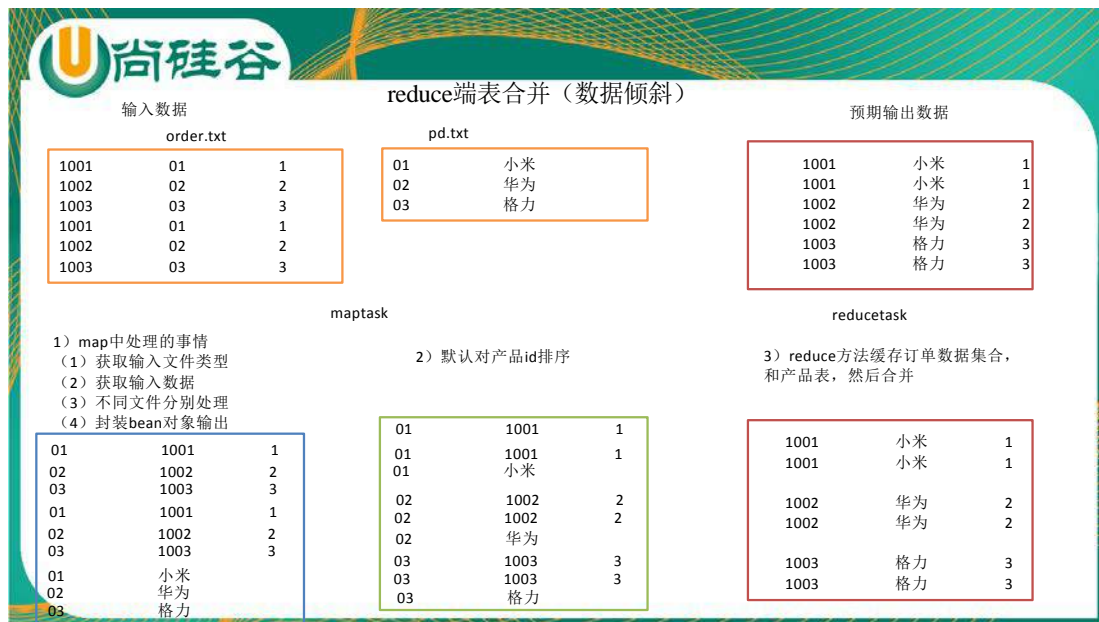 尚硅谷
reduce端表合并（数据倾斜）
输入数据
order.txt
1001 01 1
1002 02 2
1003 03 3
1001 01 1
1002 02 2
1003 03 3
pd.txt
01 小米
02 华为
03 格力
预期输出数据
1001 小米 1
1001 小米 1
1002 华为 2
1002 华为 2
1003 格力 3
1003 格力 3
maptask
1）map中处理的事情
（1）获取输入文件类型
（2）获取输入数据
（3）不同文件分别处理
（4）封装bean对象输出
01 1001 1
02 1002 2
03 1003 3
01 1001 1
02 1002 2
03 1003 3
01 小米
02 华为
03 格力
2）默认对产品id排序
01 1001 1
01 1001 1
01 小米
02 1002 2
02 1002 2
02 华为
03 1003 3
03 1003 3
03 格力
reducetask
3）reduce方法缓存订单数据集合，
和产品表，然后合并
1001 小米 1
1001 小米 1
1002 华为 2
1002 华为 2
1003 格力 3
1003 格力 3